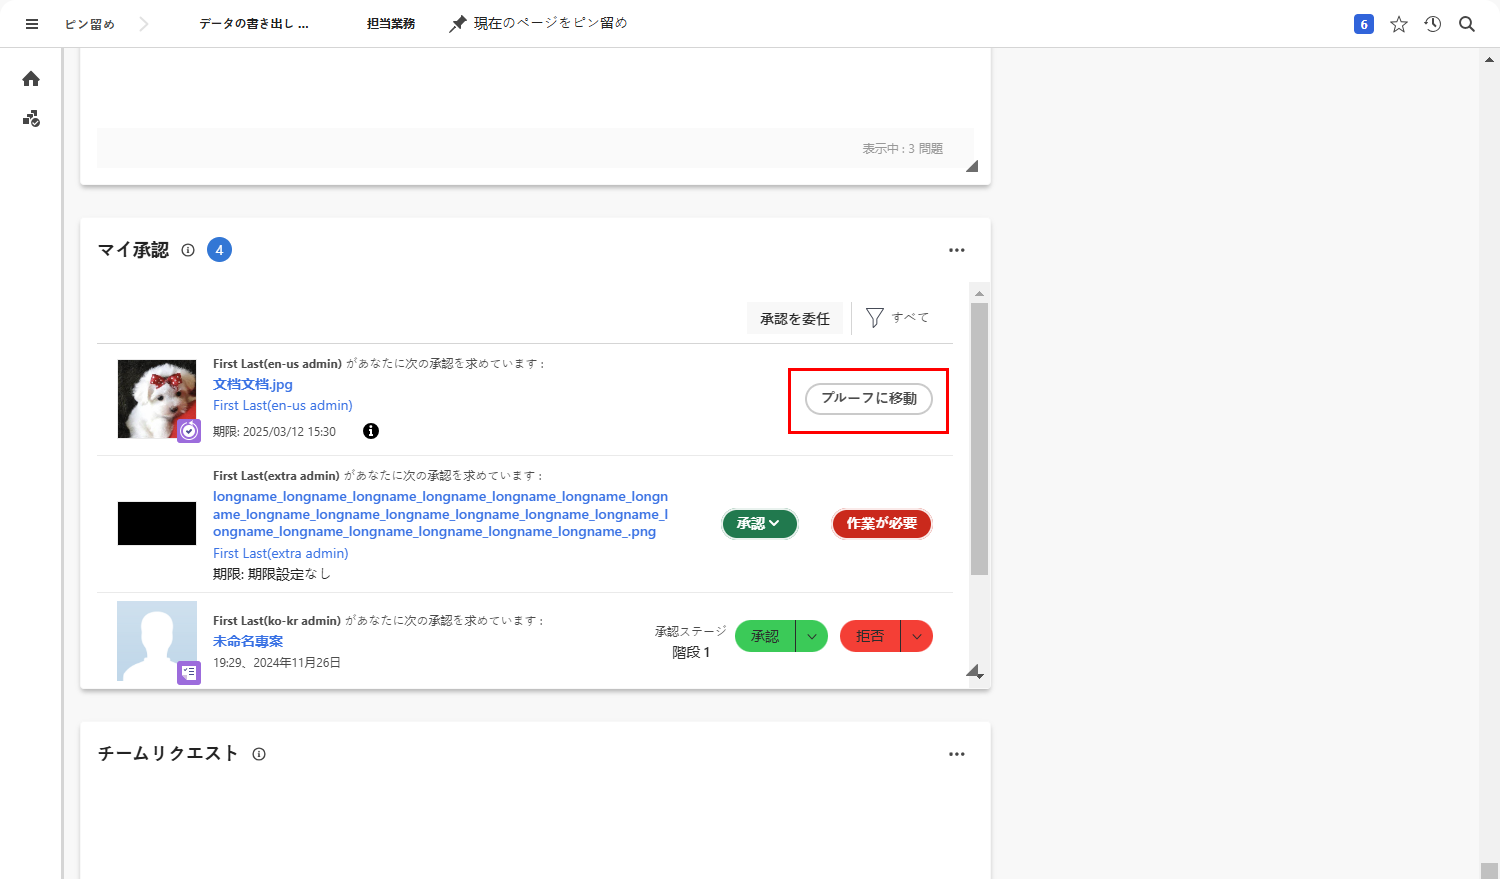 ピン留め
データの書き出し ...
担当業務
現在のページをピン留め
6
表示中 : 3 問題
マイ承認
4
承認を委任
すべて
First Last(en-us admin) があなたに次の承認を求めています :
文档文档.jpg
First Last(en-us admin)
期限: 2025/03/12 15:30
プルーフに移動
First Last(extra admin) があなたに次の承認を求めています :
longname_longname_longname_longname_longname_longname_longn
ame_longname_longname_longname_longname_longname_longname_l
ongname_longname_longname_longname_longname_longname_.png
First Last(extra admin)
期限: 期限設定なし
承認
作業が必要
First Last(ko-kr admin) があなたに次の承認を求めています :
未命名專案
19:29、2024年11月26日
承認ステージ
階段 1
承認
拒否
チームリクエスト